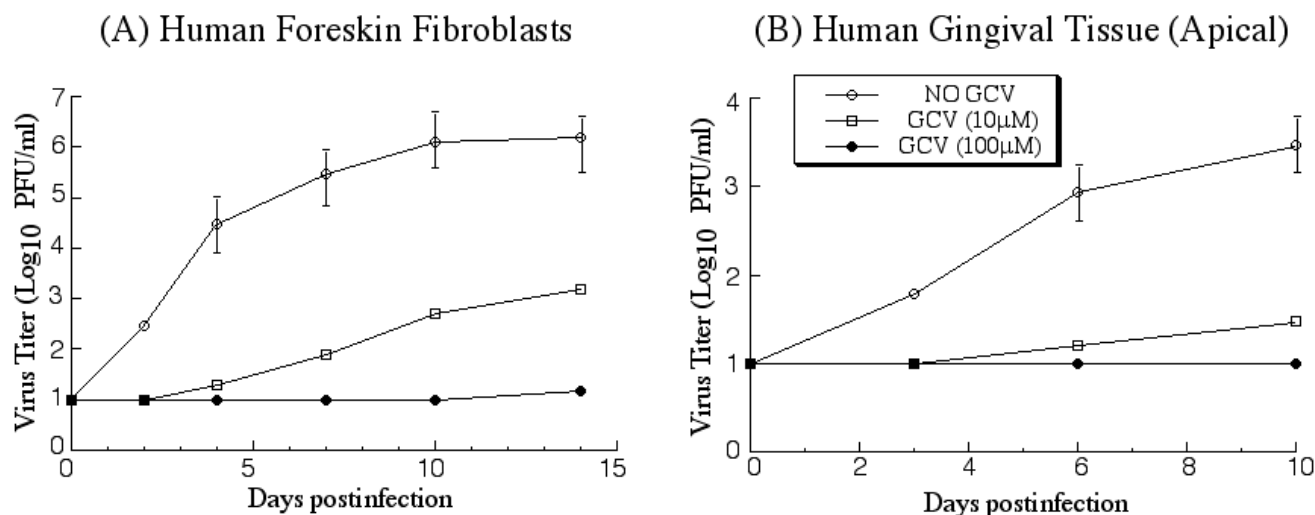 (A) Human Foreskin Fibroblasts
Virus Titer (Log10 PFU/ml)
7
6
5
4
3
2
1
0
0 5 10 15
Days postinfection
(B) Human Gingival Tissue (Apical)
NO GCV
GCV (10µM)
GCV (100µM)
Virus Titer (Log10 PFU/ml)
4
3
2
1
0
0 2 4 6 8 10
Days postinfection